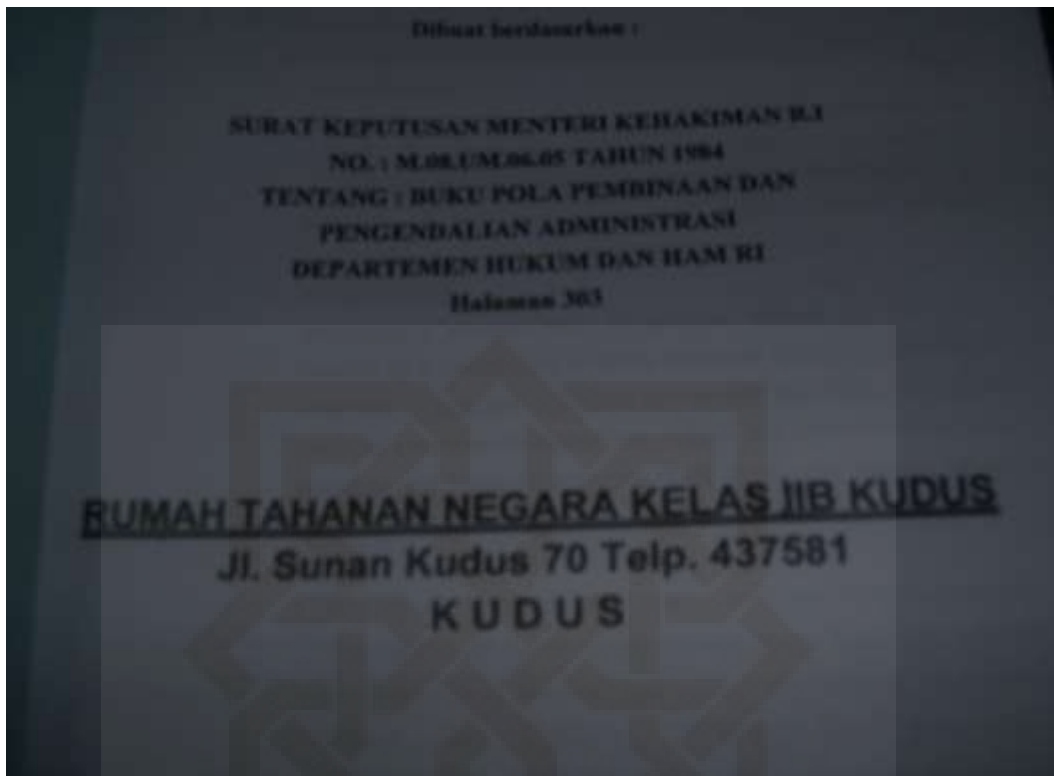 Dibuat berdasarkan :
SURAT KEPUTUSAN MENTERI KEHAKIMAN R.I
NO. : M.08.UM.06.05 TAHUN 1984
TENTANG : BUKU POLA PEMBINAAN DAN
PENGENDALIAN ADMINISTRASI
DEPARTEMEN HUKUM DAN HAM RI
Halaman 303
RUMAH TAHANAN NEGARA KELAS IIB KUDUS
Jl. Sunan Kudus 70 Telp. 437581
K U D U S